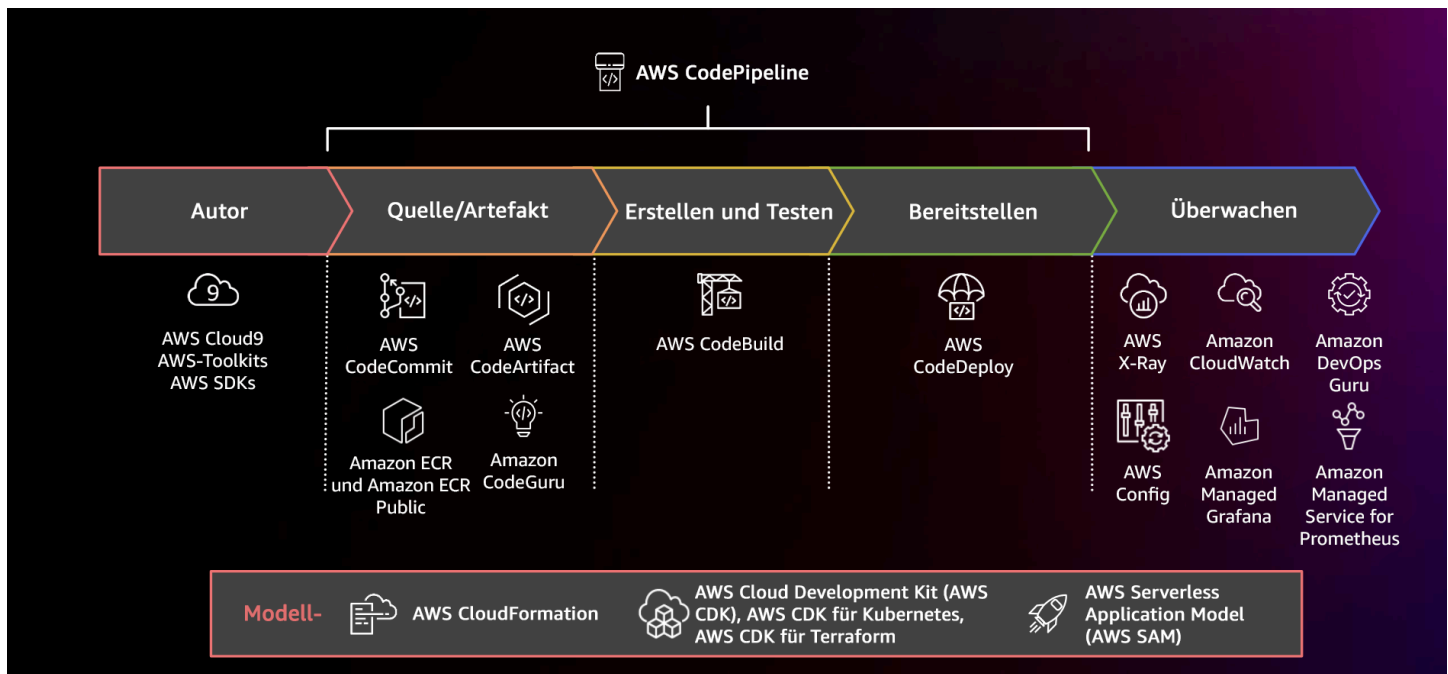 AWS CodePipeline
Autor
Quelle/Artefakt
Erstellen und Testen
Bereitstellen
Überwachen
9
AWS Cloud9
AWS-Toolkits
AWS SDKs
AWS
CodeCommit
AWS
CodeArtifact
Amazon ECR
und Amazon ECR
Public
Amazon
CodeGuru
AWS CodeBuild
AWS
CodeDeploy
AWS
X-Ray
Amazon
CloudWatch
Amazon
DevOps
Guru
AWS
Config
Amazon
Managed
Grafana
Amazon
Managed
Service for
Prometheus
Modell-
AWS CloudFormation
AWS Cloud Development Kit (AWS
CDK), AWS CDK für Kubernetes,
AWS CDK für Terraform
AWS Serverless
Application Model
(AWS SAM)